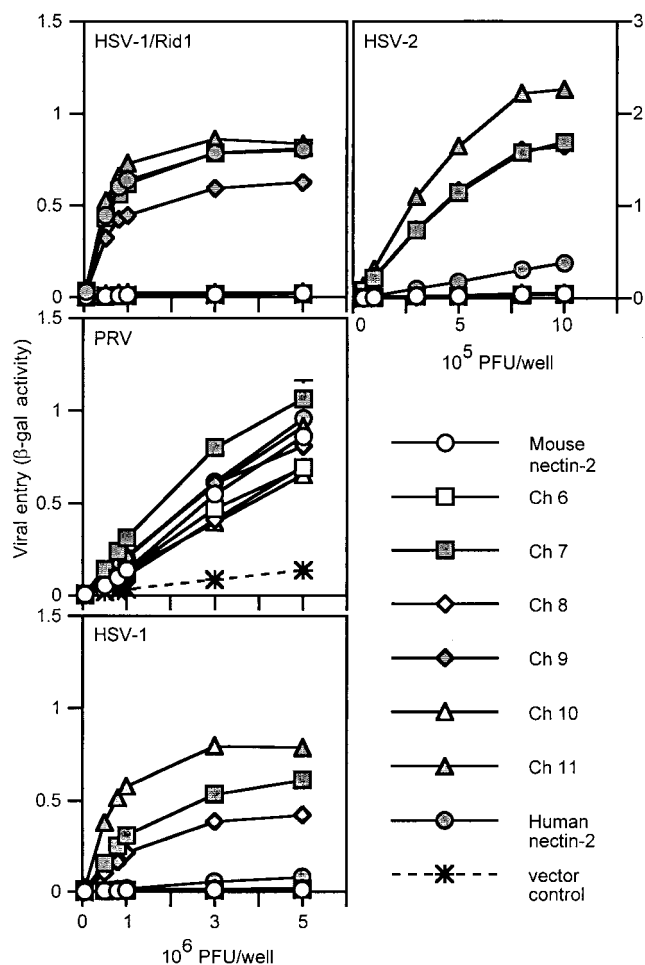 1.5
HSV-1/Rid1
1
0.5
0
HSV-2
3
2
1
0
0
5
10
10⁵ PFU/well
1.5
PRV
1
0.5
0
Viral entry (β-gal activity)
HSV-1
1
0.5
0
0
1
3
5
10⁶ PFU/well
Mouse
nectin-2
Ch 6
Ch 7
Ch 8
Ch 9
Ch 10
Ch 11
Human
nectin-2
vector
control